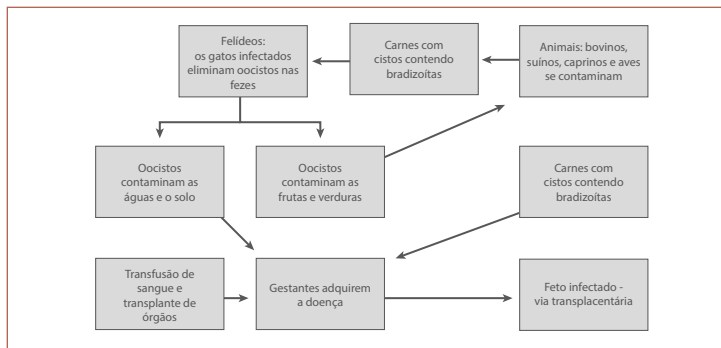 Felídeos:
os gatos infectados
eliminam oocistos nas
fezes
Carnes com
cistos contendo
bradizoítas
Animais: bovinos,
suínos, caprinos e aves
se contaminam
Oocistos
contaminam as
águas e o solo
Oocistos
contaminam as
frutas e verduras
Carnes com
cistos contendo
bradizoítas
Transfusão de
sangue e
transplante de
órgãos
Gestantes adquirem
a doença
Feto infectado -
via transplacentária